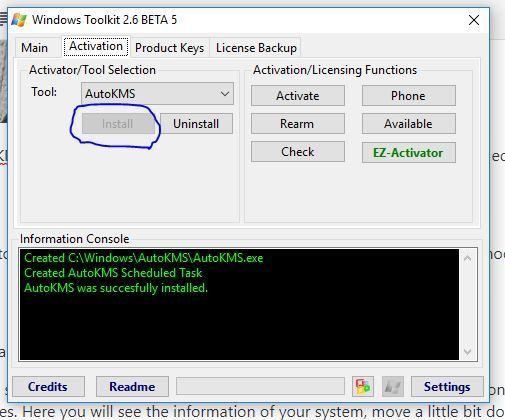 Windows Toolkit 2.6 BETA 5
Main Activation Product Keys License Backup
Activator/Tool Selection
Tool: AutoKMS
Install Uninstall
Activation/Licensing Functions
Activate Phone
Rearm Available
Check EZ-Activator
Information Console
Created C:\Windows\AutoKMS\AutoKMS.exe
Created AutoKMS Scheduled Task
AutoKMS was succesfully installed.
Credits Readme Settings
es. Here you will see the information of your system, move a little bit do